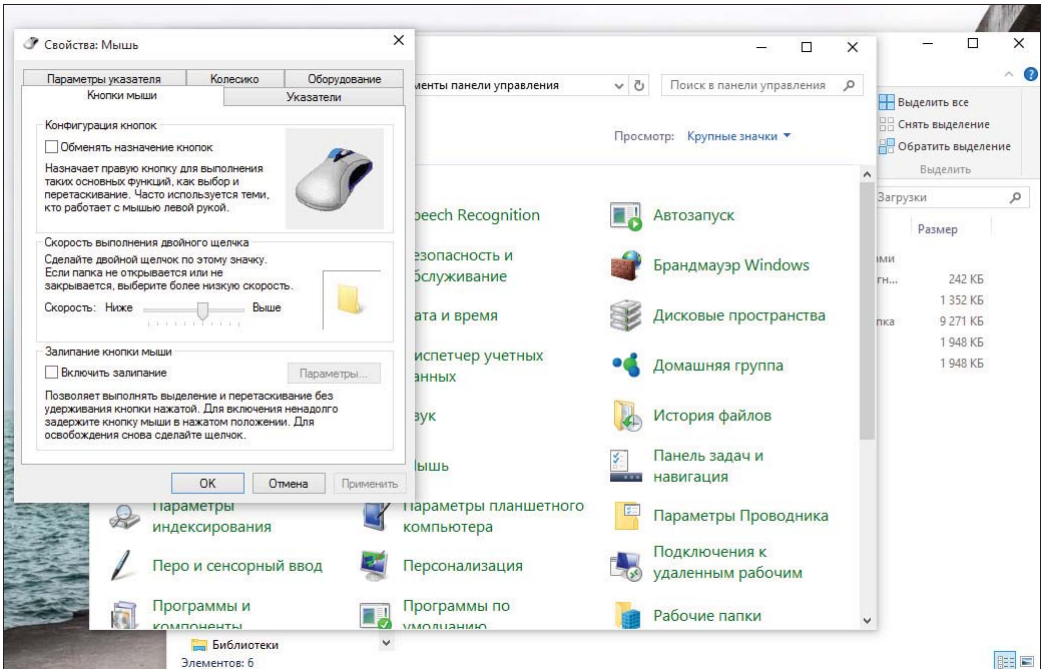 Свойства: Мышь
Параметры указателя
Колесико
Оборудование
Кнопки мыши
Указатели
Конфигурация кнопок
Обменять назначение кнопок
Назначает правую кнопку для выполнения
таких основных функций, как выбор и
перетаскивание. Часто используется теми,
кто работает с мышью левой рукой.
Скорость выполнения двойного щелчка
Сделайте двойной щелчок по этому значку.
Если папка не открывается или не
закрывается, выберите более низкую скорость.
Скорость: Ниже
Выше
Залипание кнопки мыши
Включить залипание
Параметры...
Позволяет выполнять выделение и перетаскивание без
удерживания кнопки нажатой. Для включения ненадолго
задержите кнопку мыши в нажатом положении. Для
освобождения снова сделайте щелчок.
OK
Отмена
Применить
менты панели управления
Поиск в панели управления
Просмотр: Крупные значки
peech Recognition
Автозапуск
езопасность и
бслуживание
Брандмауэр Windows
ата и время
Дисковые пространства
испетчер учетных
анных
Домашняя группа
вук
История файлов
ышь
Панель задач и
навигация
Параметры
индексирования
Параметры планшетного
компьютера
Параметры Проводника
Перо и сенсорный ввод
Персонализация
Подключения к
удаленным рабочим
Программы и
компоненты
Программы по
умолчанию
Рабочие папки
Выделить все
Снять выделение
Обратить выделение
Выделить
Загрузки
Размер
ами
гн...
242 КБ
1 352 КБ
пка
9 271 КБ
1 948 КБ
1 948 КБ
Библиотеки
Элементов: 6